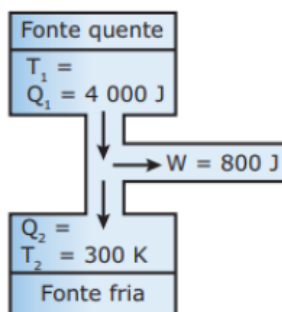 Fonte quente
T₁ =
Q₁ = 4 000 J
W = 800 J
Q₂ =
T₂ = 300 K
Fonte fria